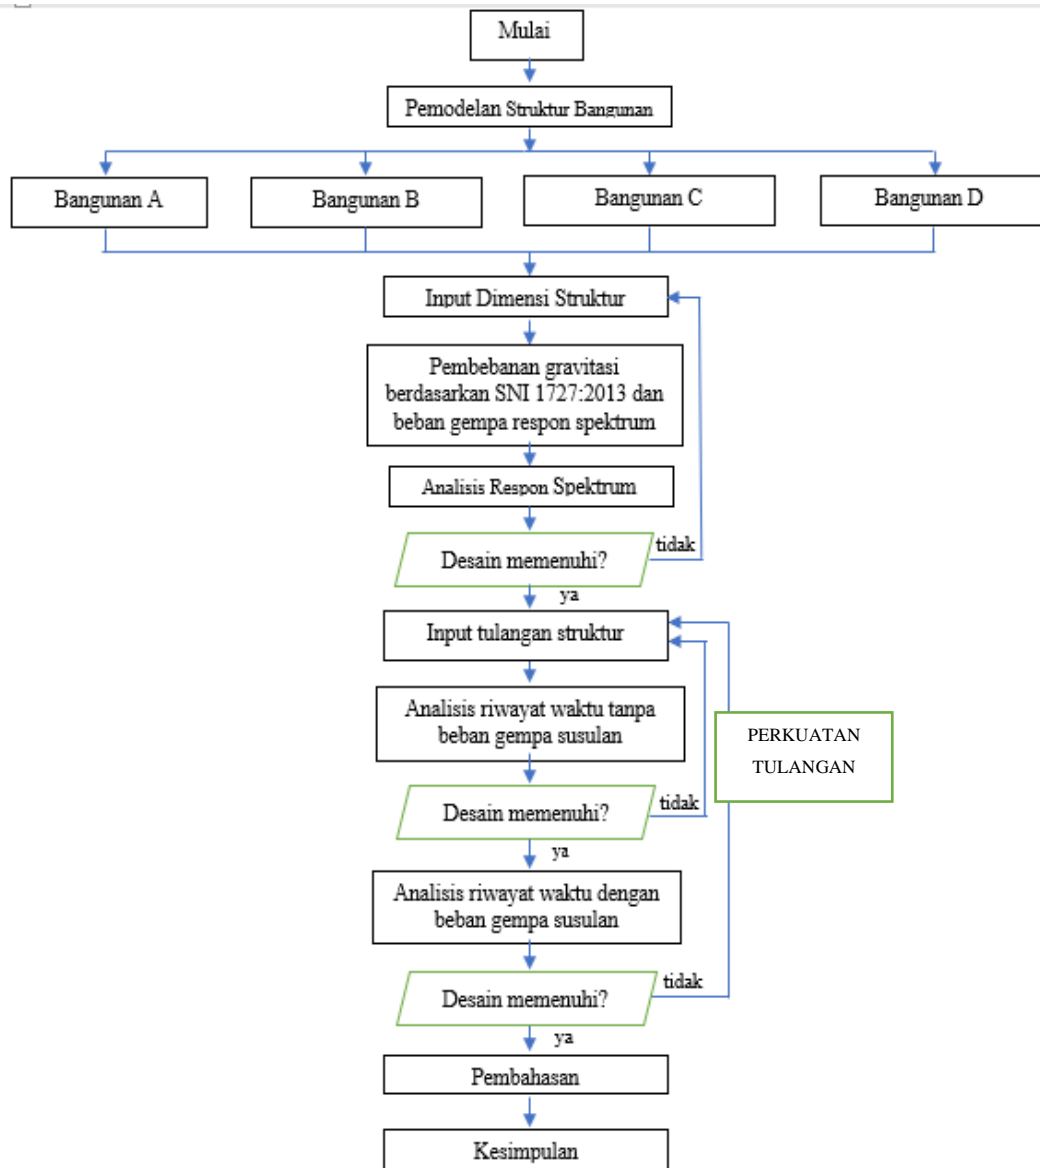 Mulai
Pemodelan Struktur Bangunan
Bangunan A
Bangunan B
Bangunan C
Bangunan D
Input Dimensi Struktur
Pembebanan gravitasi
berdasarkan SNI 1727:2013 dan
beban gempa respon spektrum
Analisis Respon Spektrum
Desain memenuhi?
tidak
ya
Input tulangan struktur
Analisis riwayat waktu tanpa
beban gempa susulan
PERKUATAN
TULANGAN
Desain memenuhi?
tidak
ya
Analisis riwayat waktu dengan
beban gempa susulan
Desain memenuhi?
tidak
ya
Pembahasan
Kesimpulan